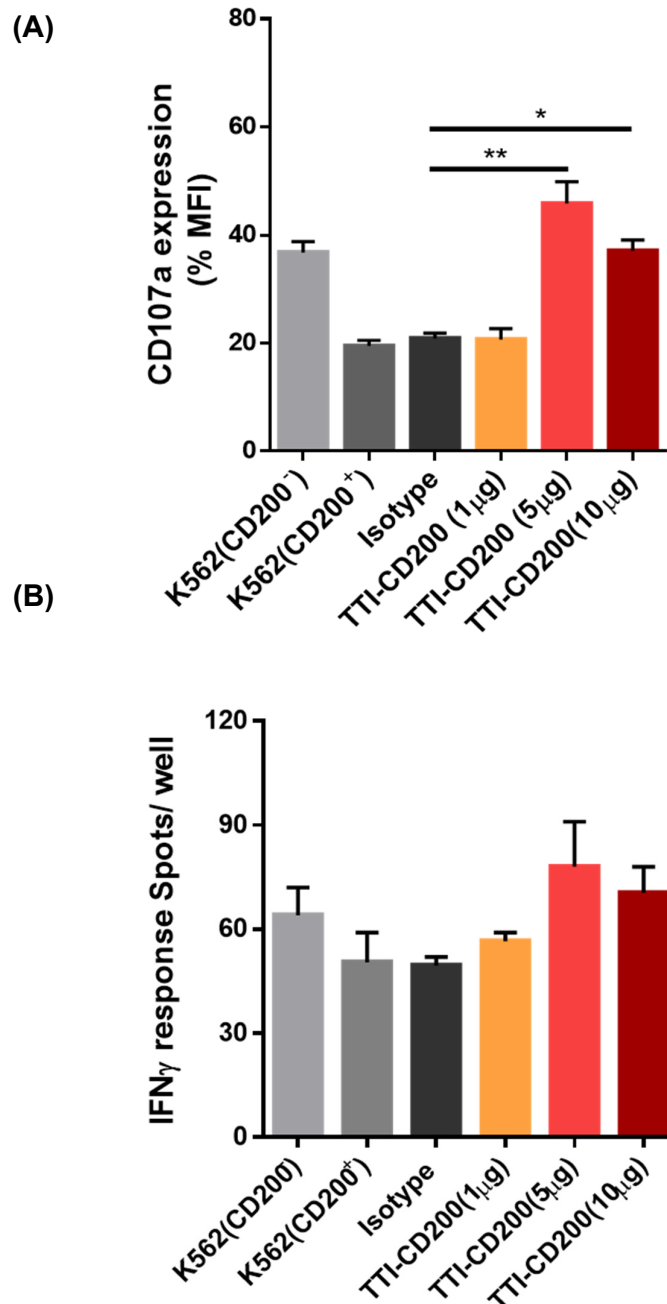 (A)
80
60
40
20
0
CD107a expression
(% MFI)
*
**
K562(CD200⁻)
K562(CD200⁺)
Isotype
TTI-CD200 (1μg)
TTI-CD200 (5μg)
TTI-CD200(10μg)
(B)
120
90
60
30
0
IFNγ response Spots/ well
K562(CD200⁾)
K562(CD200⁺)
Isotype
TTI-CD200(1μg)
TTI-CD200(5μg)
TTI-CD200(10μg)